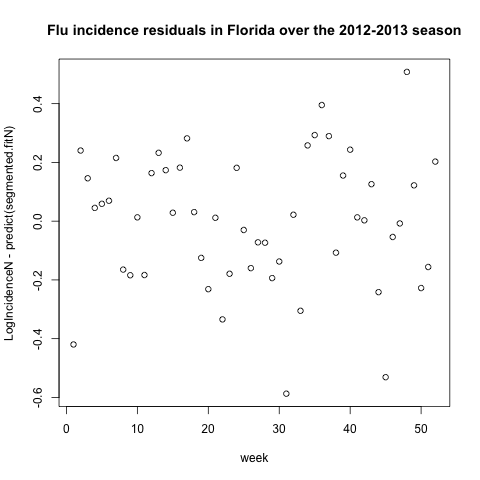 Flu incidence residuals in Florida over the 2012-2013 season
LogIncidenceN - predict(segmented.fitN)
0.4
0.2
0.0
-0.2
-0.4
-0.6
0 10 20 30 40 50
week